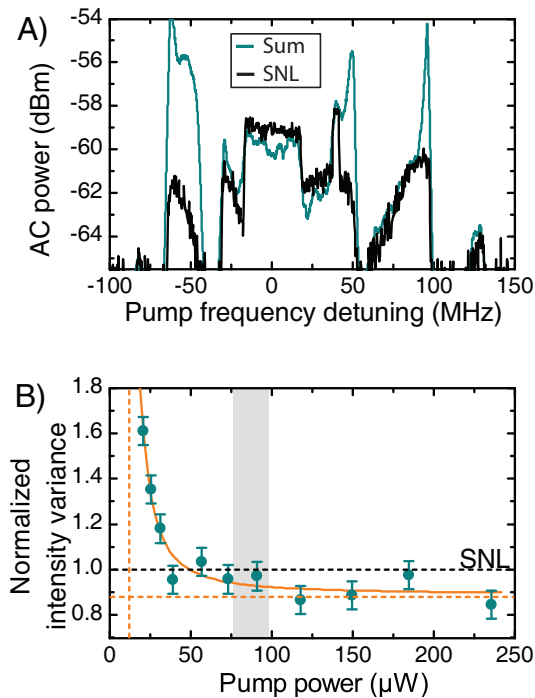 A)
-54
-56
-58
-60
-62
-64
AC power (dBm)
Sum
SNL
-100 -50 0 50 100 150
Pump frequency detuning (MHz)
B)
1.8
1.6
1.4
1.2
1.0
0.8
Normalized
intensity variance
SNL
0 50 100 150 200 250
Pump power (μW)